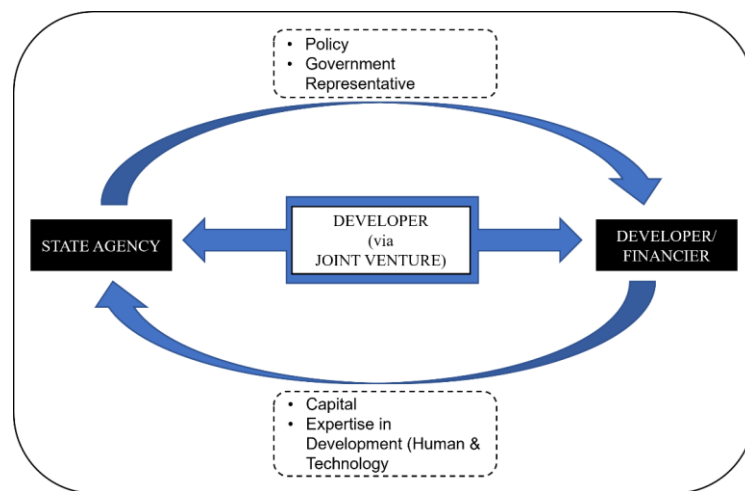 • Policy
• Government
Representative
STATE AGENCY
DEVELOPER
(via
JOINT VENTURE)
DEVELOPER/
FINANCIER
• Capital
• Expertise in
Development (Human &
Technology